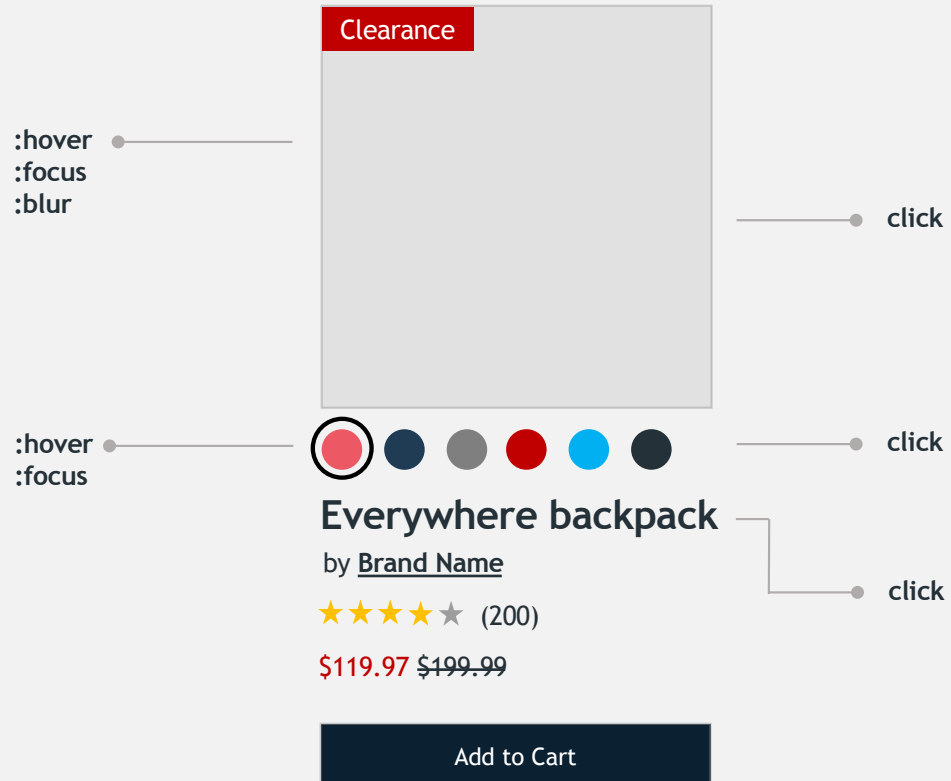 Clearance
:hover
:focus
:blur
click
:hover
:focus
click
Everywhere backpack
by Brand Name
click
(200)
$119.97 $199.99
Add to Cart